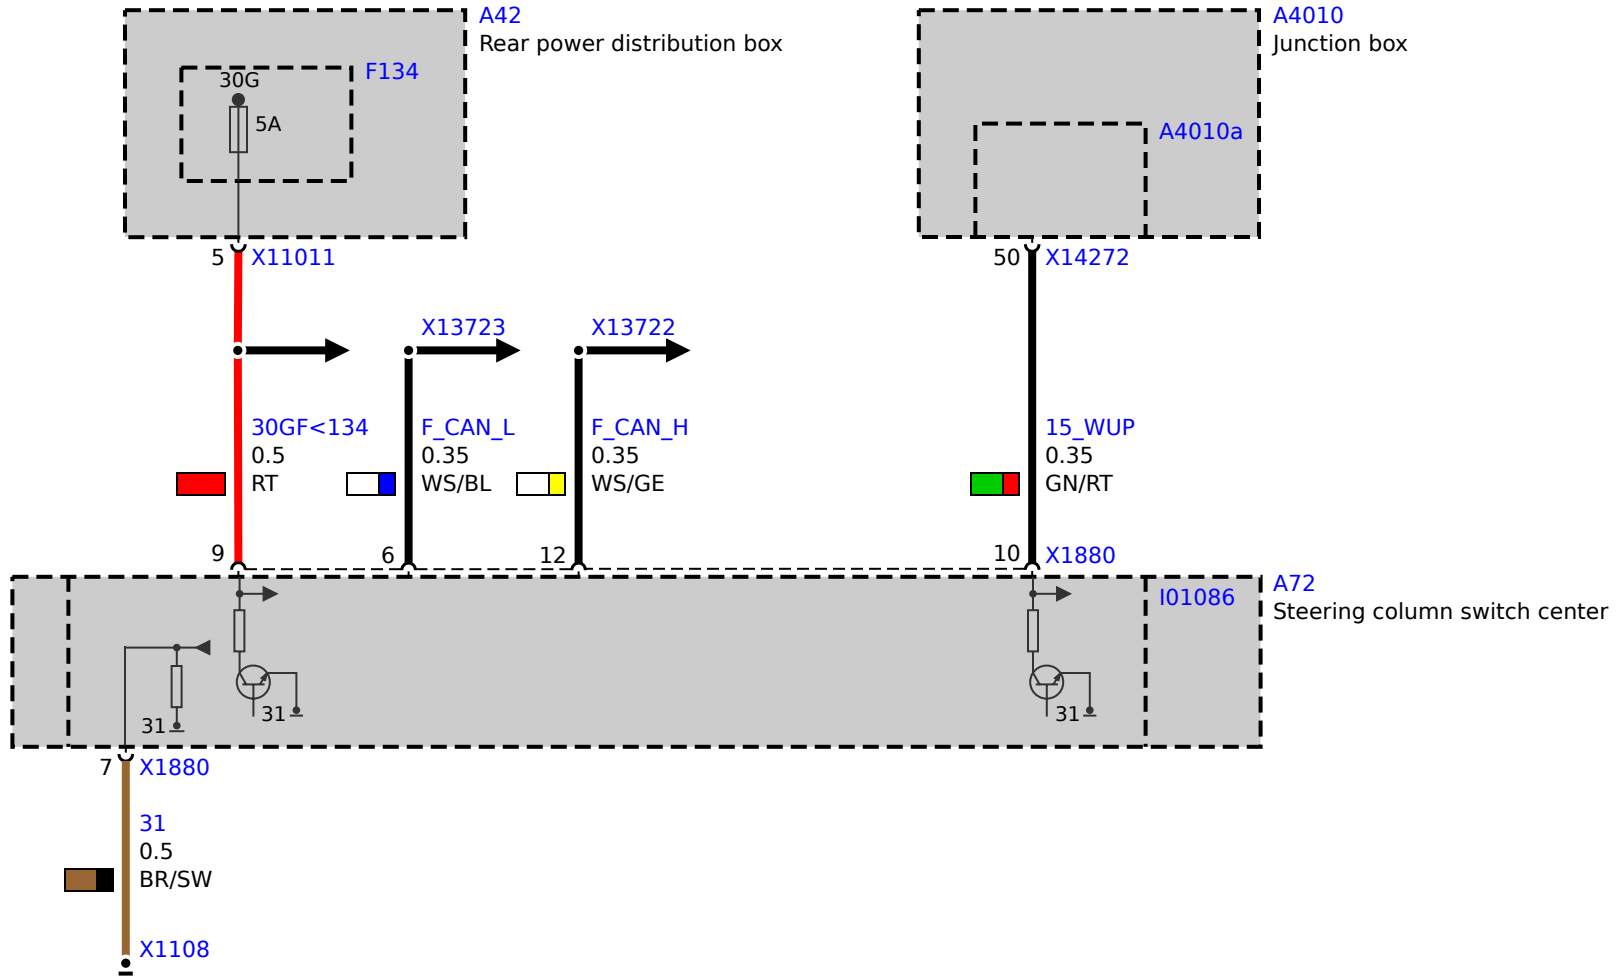 A42
Rear power distribution box
F134
30G
5A
A4010
Junction box
A4010a
5
X11011
50
X14272
X13723
X13722
30GF<134
0.5
RT
F_CAN_L
0.35
WS/BL
F_CAN_H
0.35
WS/GE
15_WUP
0.35
GN/RT
9
6
12
10
X1880
I01086
A72
Steering column switch center
31
31
31
7
X1880
31
0.5
BR/SW
X1108